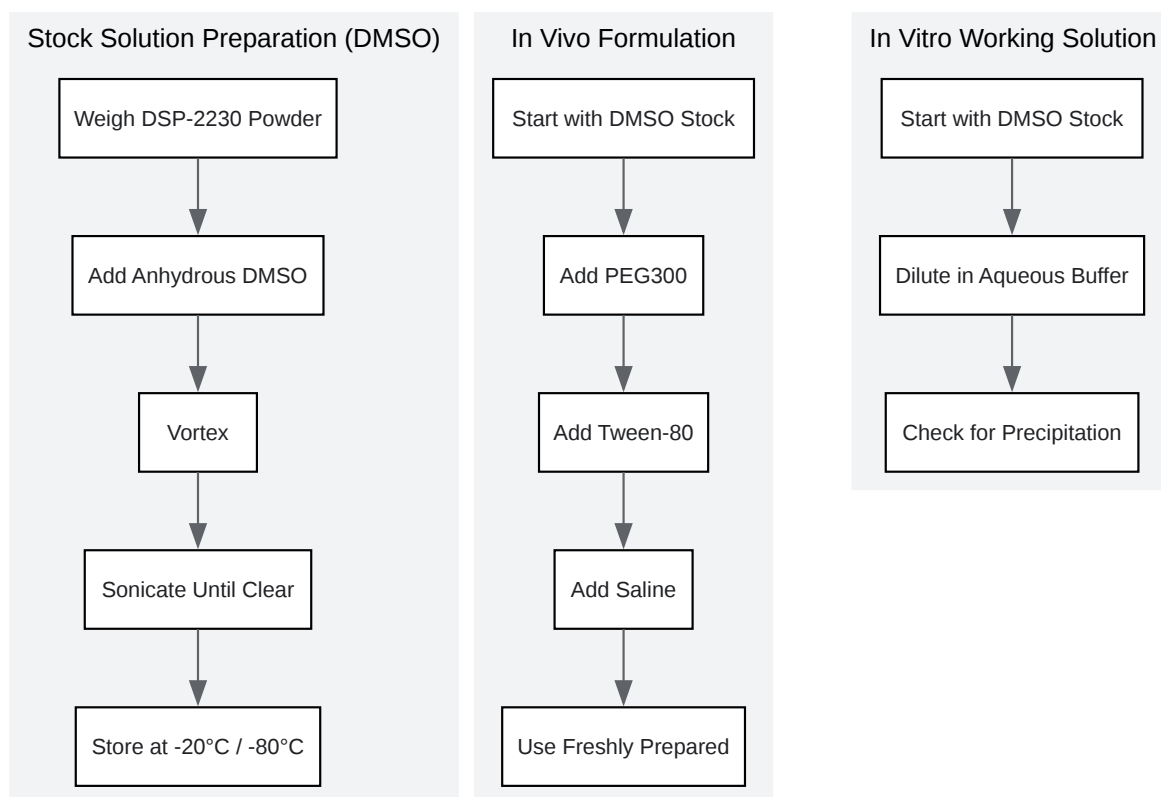 Stock Solution Preparation (DMSO)
Weigh DSP-2230 Powder
Add Anhydrous DMSO
Vortex
Sonicate Until Clear
Store at -20°C / -80°C
In Vivo Formulation
Start with DMSO Stock
Add PEG300
Add Tween-80
Add Saline
Use Freshly Prepared
In Vitro Working Solution
Start with DMSO Stock
Dilute in Aqueous Buffer
Check for Precipitation